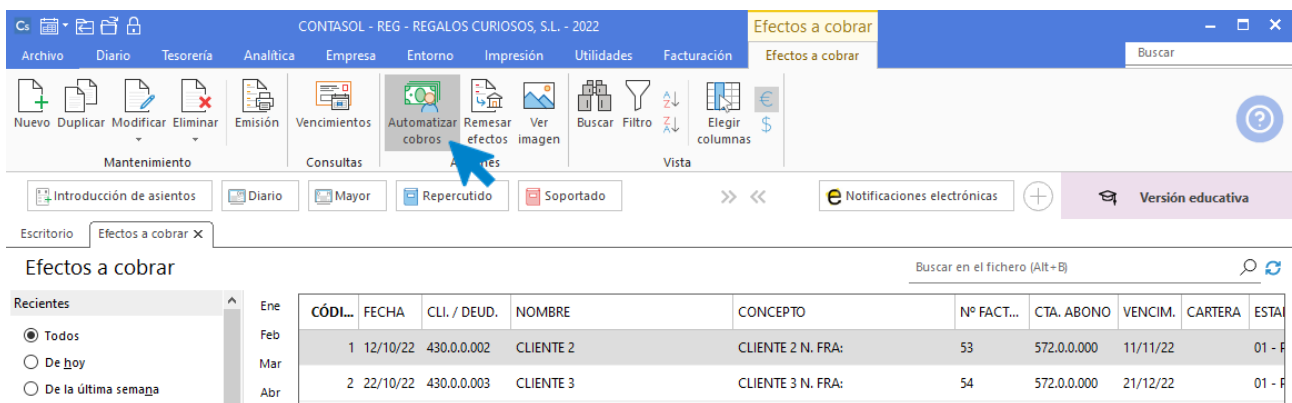 Cs CONTASOL - REG - REGALOS CURIOSOS, S.L. - 2022 Efectos a cobrar
Archivo Diario Tesorería Analítica Empresa Entorno Impresión Utilidades Facturación Efectos a cobrar Buscar
Nuevo Duplicar Modificar Eliminar Emisión Vencimientos Automatizar cobros Remesar efectos Ver imagen Buscar Filtro Elegir columnas € $
Mantenimiento Consultas Vista
Introducción de asientos Diario Mayor Repercutido Soportado Notificaciones electrónicas Versión educativa
Escritorio Efectos a cobrar
Efectos a cobrar Buscar en el fichero (Alt+B)
Recientes Ene CÓDI... FECHA CLI. / DEUD. NOMBRE CONCEPTO Nº FACT... CTA. ABONO VENCIM. CARTERA
Todos Feb
1 12/10/22 430.0.0.002 CLIENTE 2 CLIENTE 2 N. FRA: 53 572.0.0.000 11/11/22 01 -
De hoy Mar
De la última semana Abr 2 22/10/22 430.0.0.003 CLIENTE 3 CLIENTE 3 N. FRA: 54 572.0.0.000 21/12/22 01 -